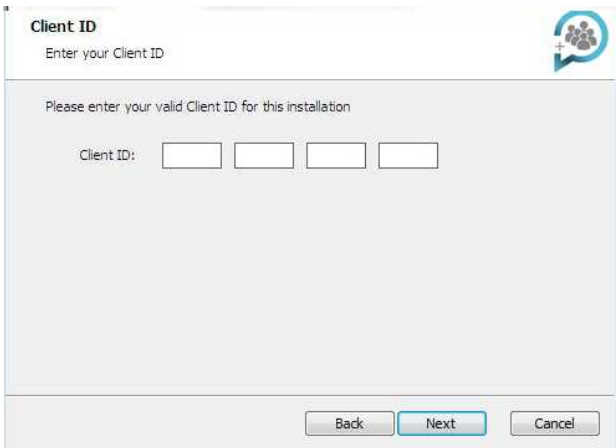 Client ID
Enter your Client ID
Please enter your valid Client ID for this installation
Client ID:
Back Next Cancel